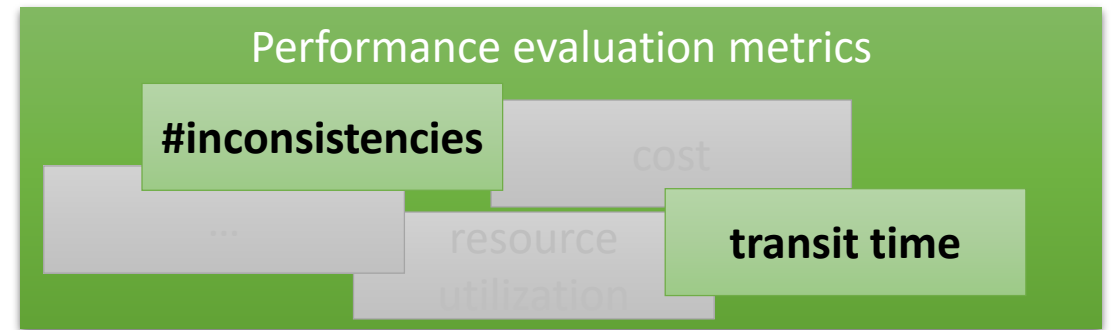 Performance evaluation metrics
#inconsistencies
cost
...
resource
utilization
transit time